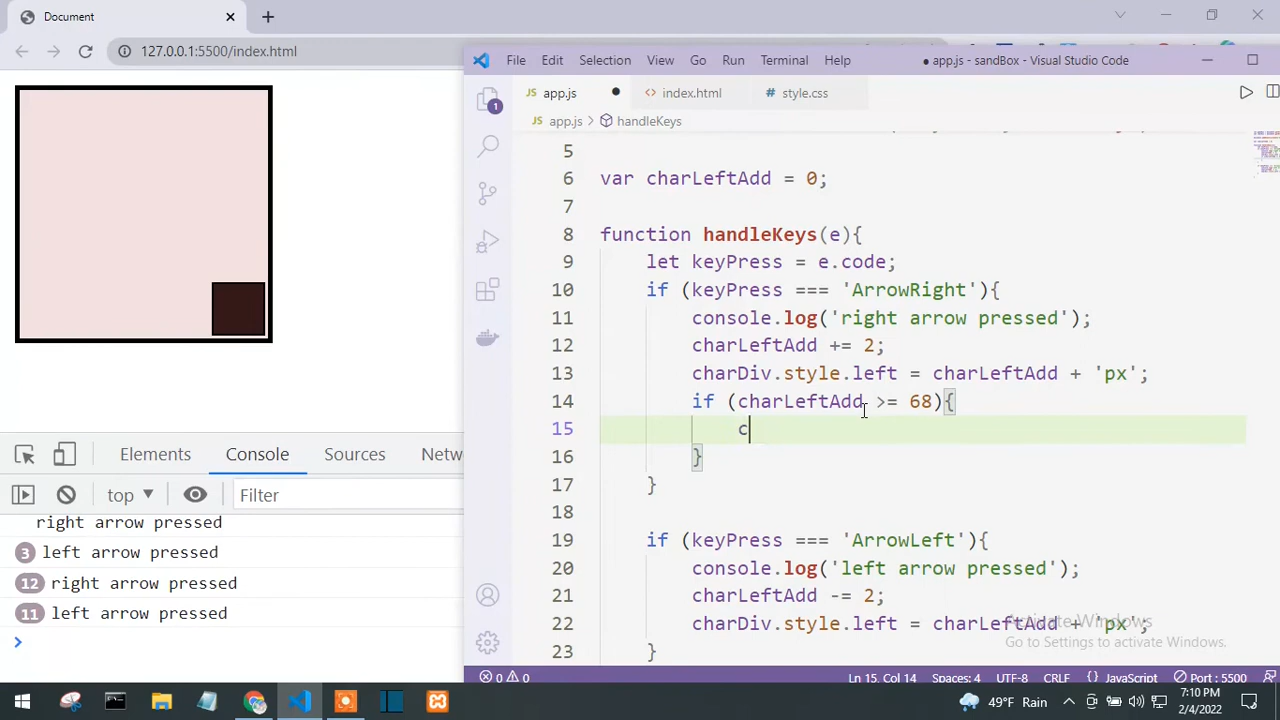 Document
127.0.0.1:5500/index.html
File Edit Selection View Go Run Terminal Help
● app.js - sandBox - Visual Studio Code
JS app.js ●
<> index.html
# style.css
1
JS app.js > handleKeys
5
6 var charLeftAdd = 0;
7
8 function handleKeys(e){
9 let keyPress = e.code;
10 if (keyPress === 'ArrowRight'){
11 console.log('right arrow pressed');
12 charLeftAdd += 2;
13 charDiv.style.left = charLeftAdd + 'px';
14 if (charLeftAdd >= 68){
15 c
16 }
17 }
18
19 if (keyPress === 'ArrowLeft'){
20 console.log('left arrow pressed');
21 charLeftAdd -= 2;
22 charDiv.style.left = charLeftAdd + 'px';
23 }
Elements Console Sources
top ▼ Filter
right arrow pressed
3 left arrow pressed
12 right arrow pressed
11 left arrow pressed
>
Activate Windows
Go to Settings to activate Windows.
0 0 Ln 15, Col 14 Spaces: 4 UTF-8 CRLF {} JavaScript Port : 5500
49°F Rain
7:10 PM
2/4/2022